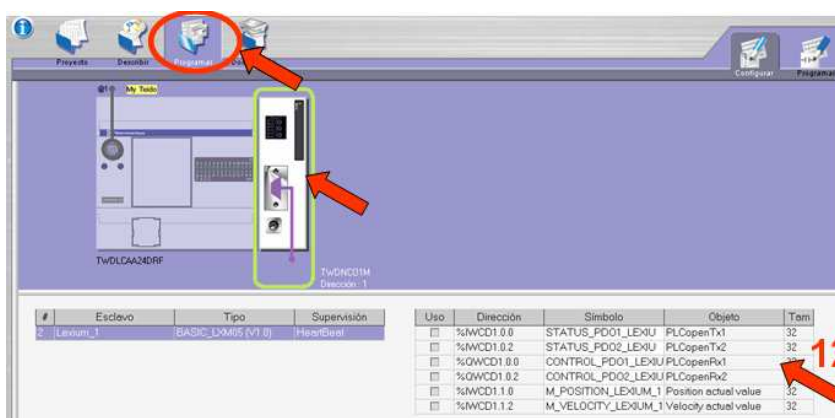 Proyecto Describir Programar
Configurar Programar
My Twido
TWDLCAA24DRF
TWDNCO1M
Dirección : 1
# Esclavo Tipo Supervisión
2 Lexium_1 BASIC_LXM05 (V1.0) HeartBeat
Uso Dirección Símbolo Objeto Tam
%IWCD1.0.0 STATUS_PDO1_LEXIU PLCopenTx1 32
%IWCD1.0.2 STATUS_PDO2_LEXIU PLCopenTx2 32
%QWCD1.0.0 CONTROL_PDO1_LEXIU PLCopenRx1 32
%QWCD1.0.2 CONTROL_PDO2_LEXIU PLCopenRx2
%IWCD1.1.0 M_POSITION_LEXIUM_1 Position actual value 32
%IWCD1.1.2 M_VELOCITY_LEXIUM_1 Velocity actual value 32
12